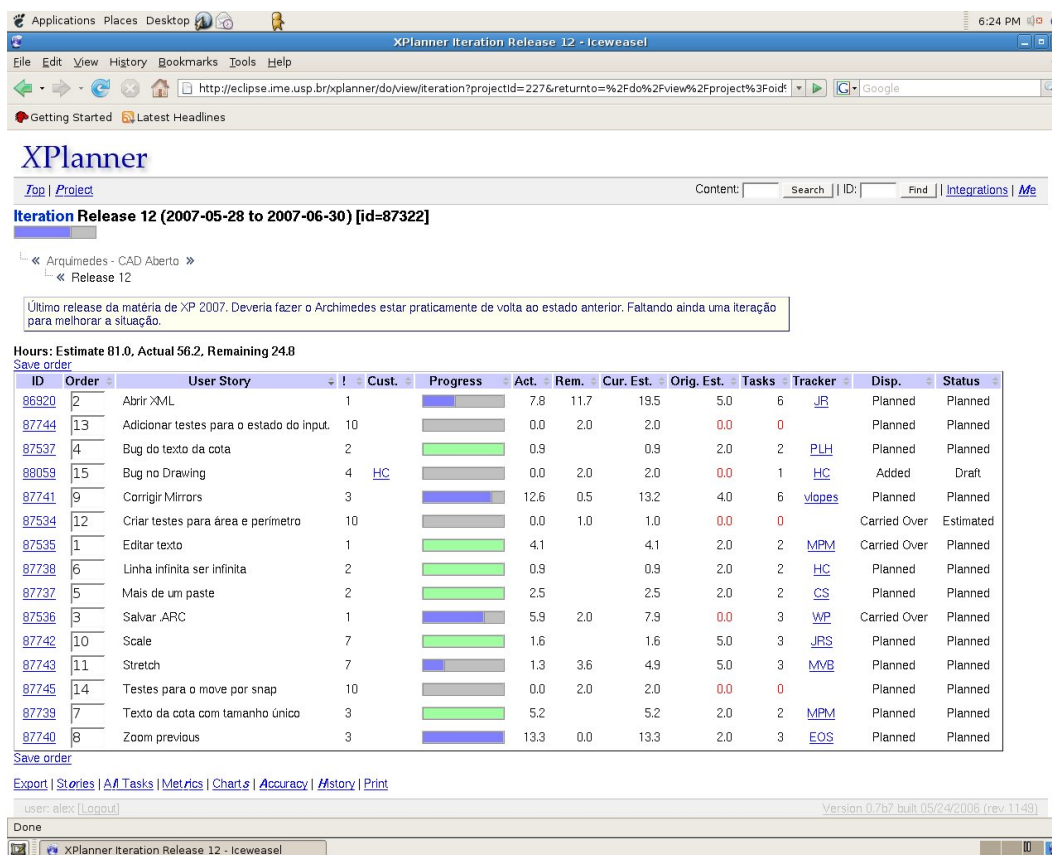 Applications Places Desktop 6:24 PM
XPlanner Iteration Release 12 - Iceweasel
File Edit View History Bookmarks Tools Help
http://eclipse.ime.usp.br/xplanner/do/view/iteration?projectId=227&returnto=%2Fdo%2Fview%2Fproject%3Foid% G Google
Getting Started Latest Headlines
XPlanner
Top | Project Content: Search || ID: Find || Integrations | Me
Iteration Release 12 (2007-05-28 to 2007-06-30) [id=87322]
« Arquimedes - CAD Aberto »
« Release 12
Último release da matéria de XP 2007. Deveria fazer o Archimedes estar praticamente de volta ao estado anterior. Faltando ainda uma iteração
para melhorar a situação.
Hours: Estimate 81.0, Actual 56.2, Remaining 24.8
Save order
ID Order User Story ! Cust. Progress Act. Rem. Cur. Est. Orig. Est. Tasks Tracker Disp. Status
86920 2 Abrir XML 1 7.8 11.7 19.5 5.0 6 JR Planned Planned
87744 13 Adicionar testes para o estado do input. 10 0.0 2.0 2.0 0.0 0 Planned Planned
87537 4 Bug do texto da cota 2 0.9 0.9 2.0 2 PLH Planned Planned
88059 15 Bug no Drawing 4 HC 0.0 2.0 2.0 0.0 1 HC Added Draft
87741 9 Corrigir Mirrors 3 12.6 0.5 13.2 4.0 6 vlopes Planned Planned
87534 12 Criar testes para área e perímetro 10 0.0 1.0 1.0 0.0 0 Carried Over Estimated
87535 1 Editar texto 1 4.1 4.1 2.0 2 MPM Carried Over Planned
87738 6 Linha infinita ser infinita 2 0.9 0.9 2.0 2 HC Planned Planned
87737 5 Mais de um paste 2 2.5 2.5 2.0 2 CS Planned Planned
87536 3 Salvar .ARC 1 5.9 2.0 7.9 0.0 3 WP Carried Over Planned
87742 10 Scale 7 1.6 1.6 5.0 3 JRS Planned Planned
87743 11 Stretch 7 1.3 3.6 4.9 5.0 3 MVB Planned Planned
87745 14 Testes para o move por snap 10 0.0 2.0 2.0 0.0 0 Planned Planned
87739 7 Texto da cota com tamanho único 3 5.2 5.2 2.0 2 MPM Planned Planned
87740 8 Zoom previous 3 13.3 0.0 13.3 2.0 3 EOS Planned Planned
Save order
Export | Stories | All Tasks | Metrics | Charts | Accuracy | History | Print
user: alex [Logout] Version 0.7b7 built 05/24/2006 (rev 1149)
Done
XPlanner Iteration Release 12 - Iceweasel